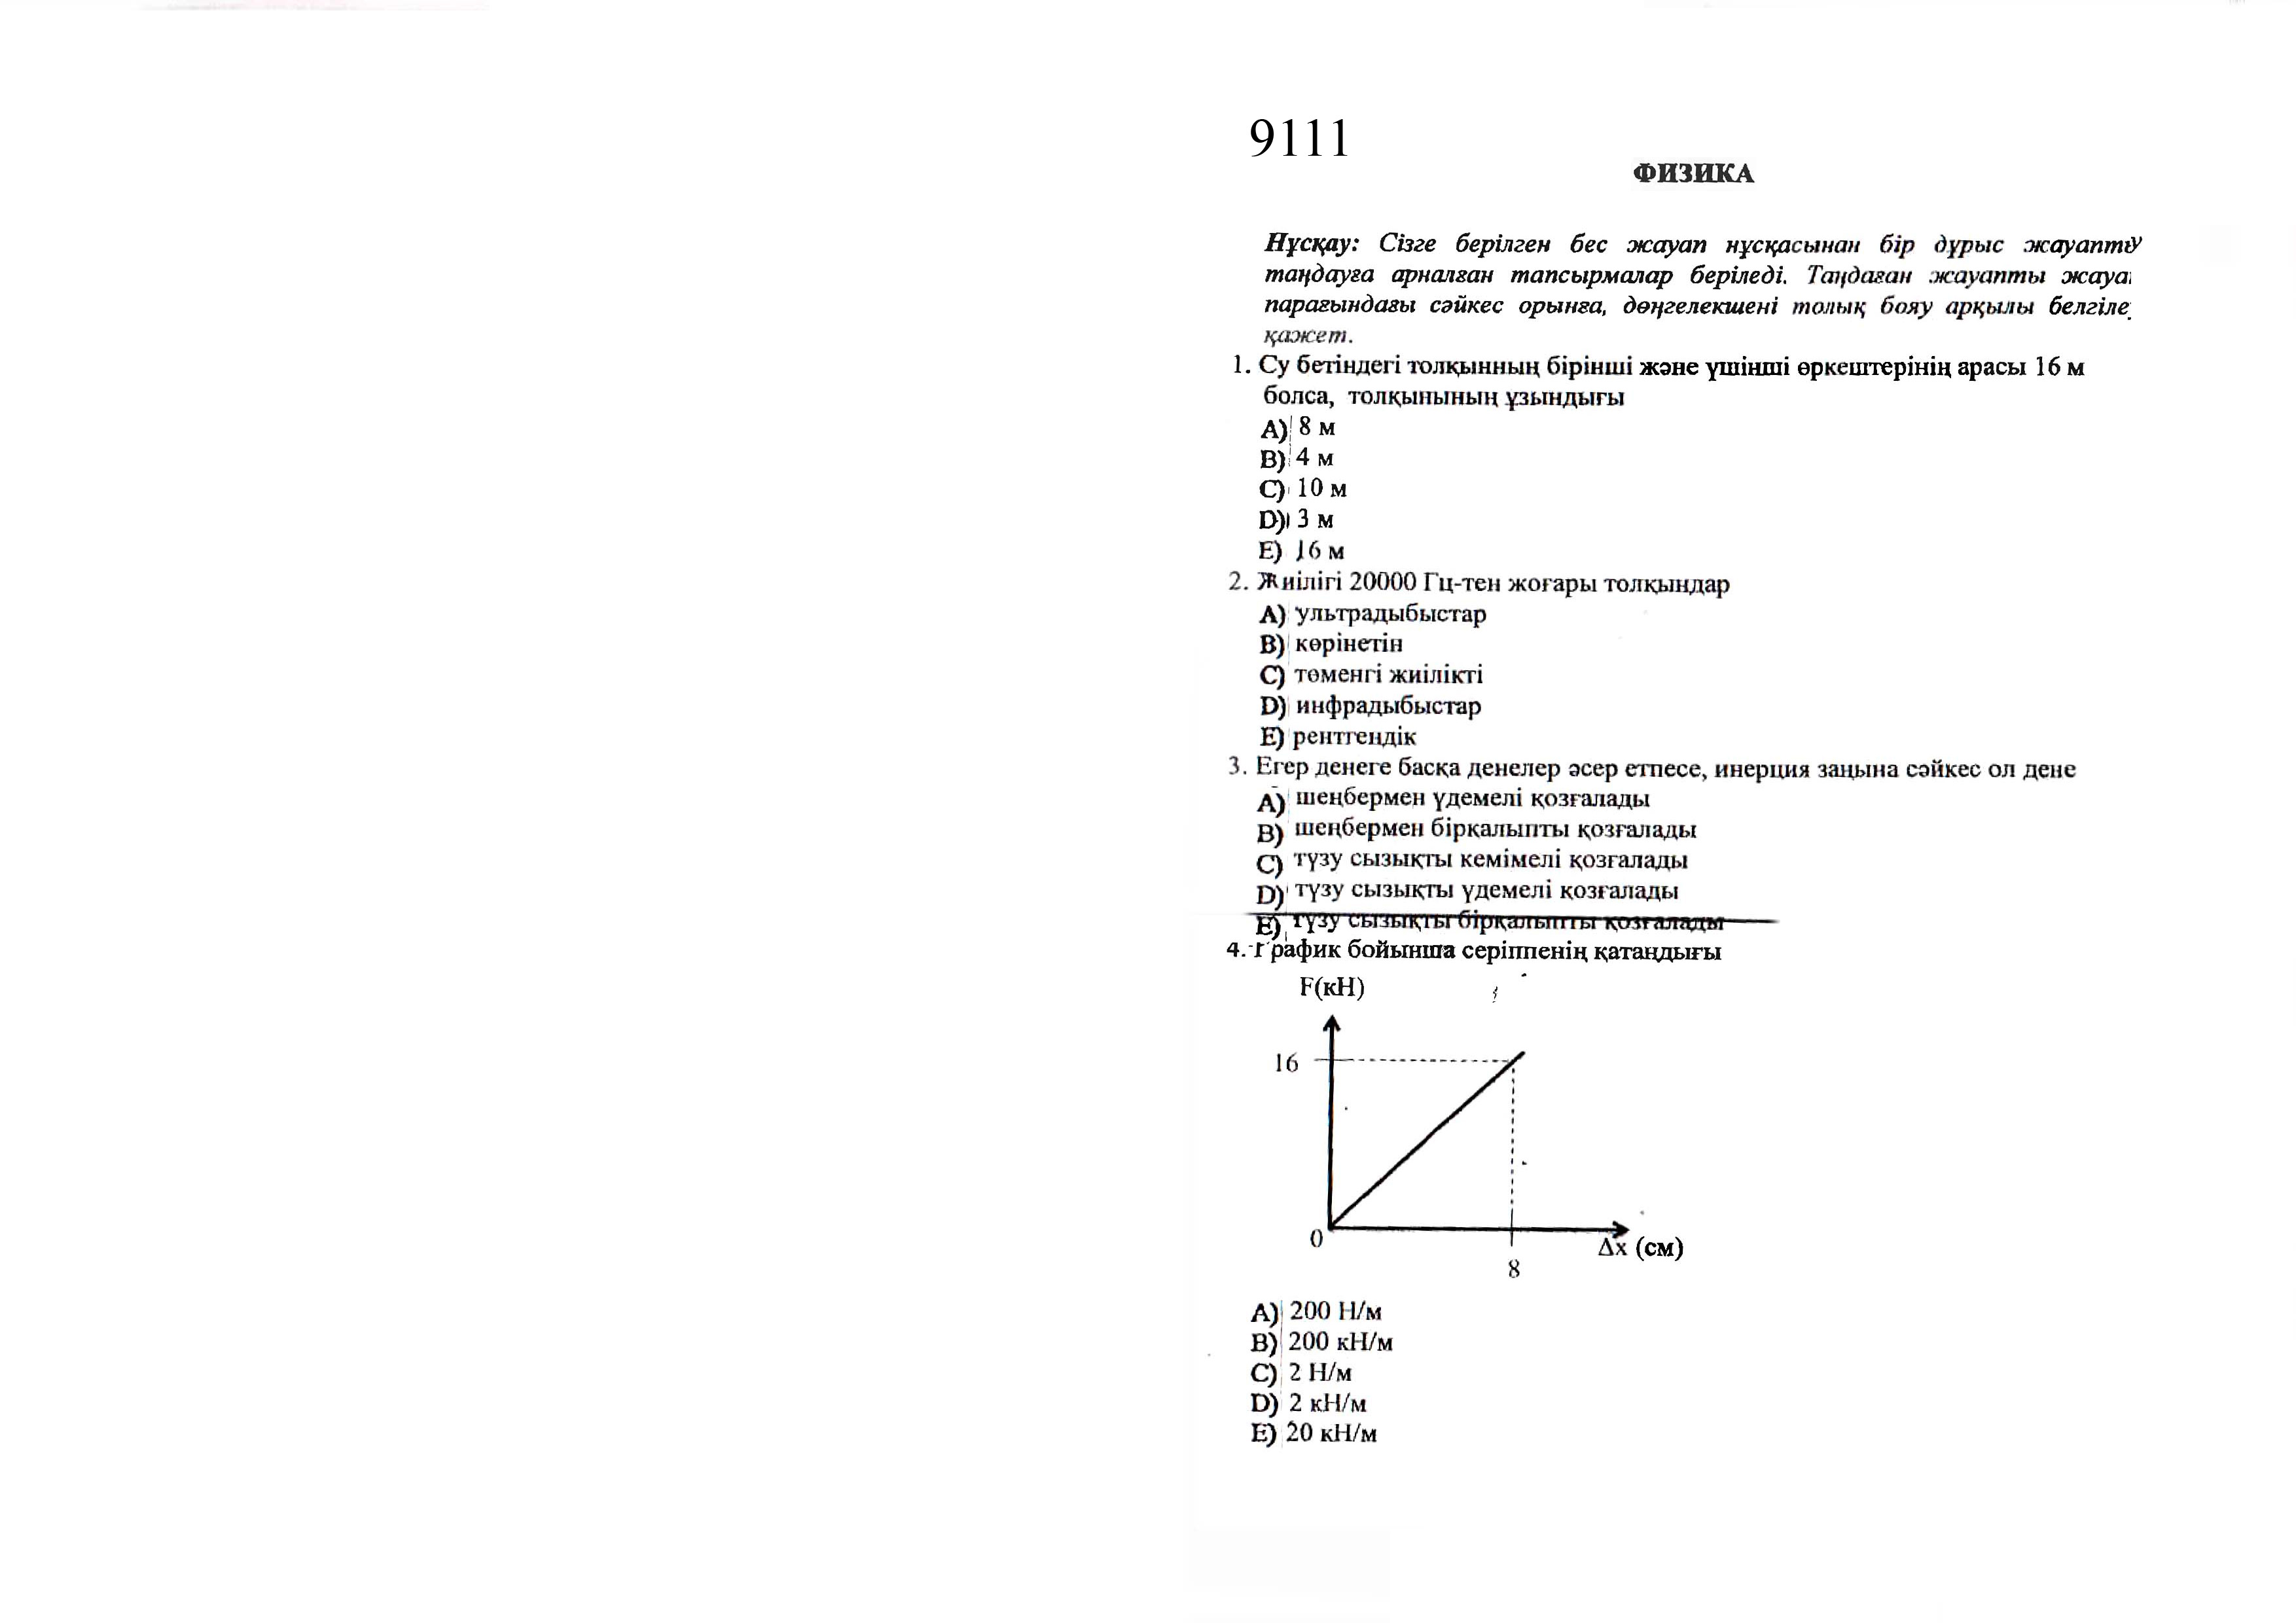 9111
ФИЗИКА
Нұсқау: Сізге берілген бес жауап нұсқасынан бір дұрыс жауапты
таңдауға арналған тапсырмалар беріледі. Таңдаған жауапты
парағындағы сәйкес орынға, дөңгелекшені толық бояу арқылы
қажет.
1. Су бетіндегі толқынның бірінші және үшінші өркештерінің арасы 16 м
болса, толқынының ұзындығы
A) 8 м
B) 4 м
C) 10 м
D) 3 м
E) 16 м
2. Жиілігі 20000 Гц-тен жоғары толқындар
A) ультрадыбыстар
B) көрінетін
C) төменгі жиілікті
D) инфрадыбыстар
E) рентгендік
3. Егер денеге басқа денелер әсер етпесе, инерция заңына сәйкес ол дене
A) шеңбермен үдемелі қозғалады
B) шеңбермен бірқалыпты қозғалады
C) түзу сызықты кемімелі қозғалады
D) түзу сызықты үдемелі қозғалады
E) түзу сызықты бірқалыпты қозғалады
4. График бойынша серіппенің қатаңдығы
F(кН)
16
0
Δx (см)
8
A) 200 Н/м
B) 200 кН/м
C) 2 Н/м
D) 2 кН/м
E) 20 кН/м